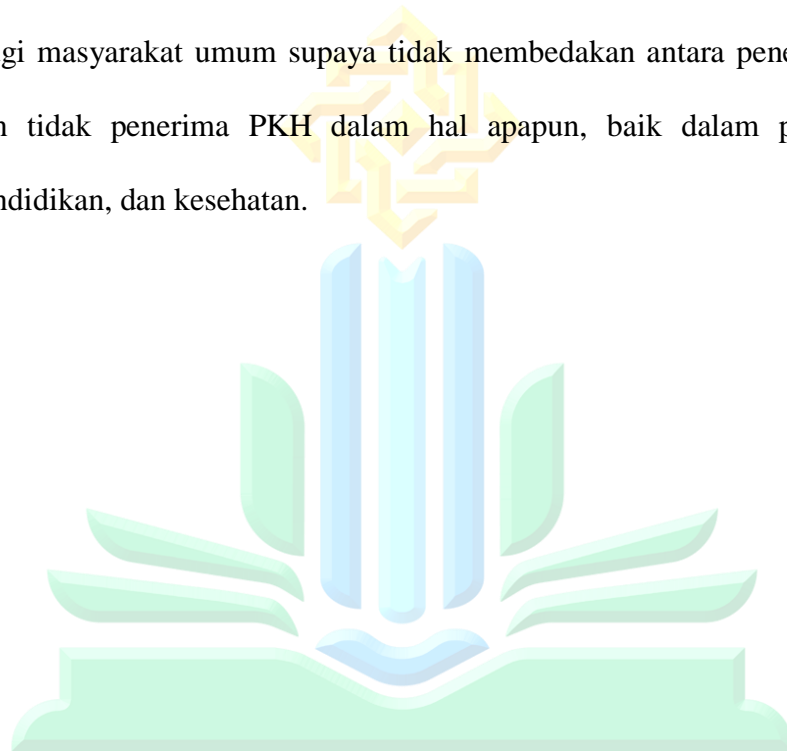 gi masyarakat umum supaya tidak membedakan antara pene
tidak penerima PKH dalam hal apapun, baik dalam p
ndidikan, dan kesehatan.